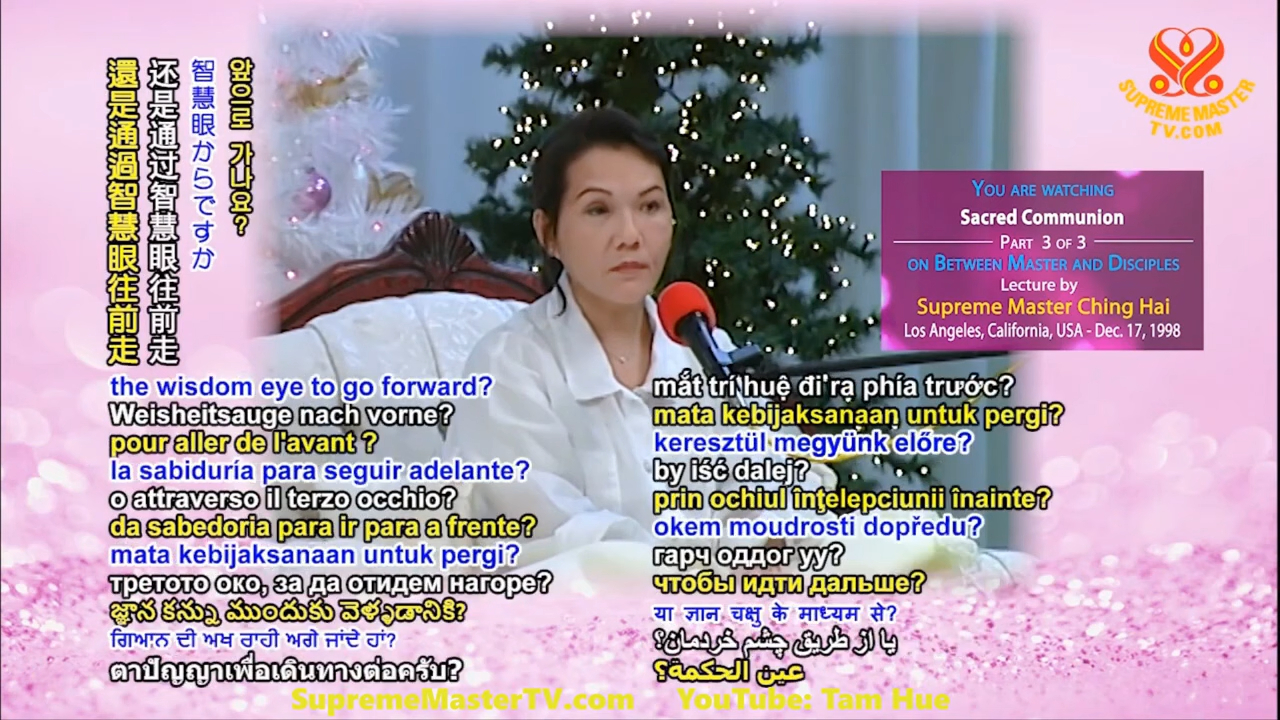 還是通過智慧眼往前走
还是通过智慧眼往前走
智慧眼からですか
앞으로 가나요?
SUPREME MASTER
TV.COM
YOU ARE WATCHING
Sacred Communion
PART 3 OF 3
ON BETWEEN MASTER AND DISCIPLES
Lecture by
Supreme Master Ching Hai
Los Angeles, California, USA - Dec. 17, 1998
the wisdom eye to go forward?
Weisheitsauge nach vorne?
pour aller de l'avant ?
la sabiduría para seguir adelante?
o attraverso il terzo occhio?
da sabedoria para ir para a frente?
mata kebijaksanaan untuk pergi?
третото око, за да отидем нагоре?
జ్ఞాన కన్ను ముందుకు వెళ్ళడానికి?
ਗਿਆਨ ਦੀ ਅਖ ਰਾਹੀ ਅਗੇ ਜਾਂਦੇ ਹਾਂ?
ตาปัญญาเพื่อเดินทางต่อครับ?
mắt trí huệ đi ra phía trước?
mata kebijaksanaan untuk pergi?
keresztül megyünk előre?
by iść dalej?
prin ochiul înţelepciunii înainte?
okem moudrosti dopředu?
гарч оддог уу?
чтобы идти дальше?
या ज्ञान चक्षु के माध्यम से?
یا از طریق چشم خردمان؟
عين الحكمة؟
SupremeMasterTV.com YouTube: Tam Hue